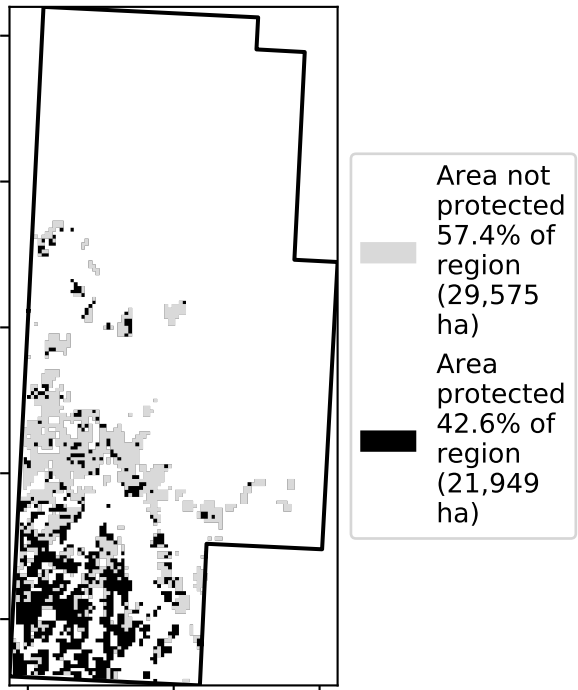 Area not
protected
57.4% of
region
(29,575
ha)
Area
protected
42.6% of
region
(21,949
ha)